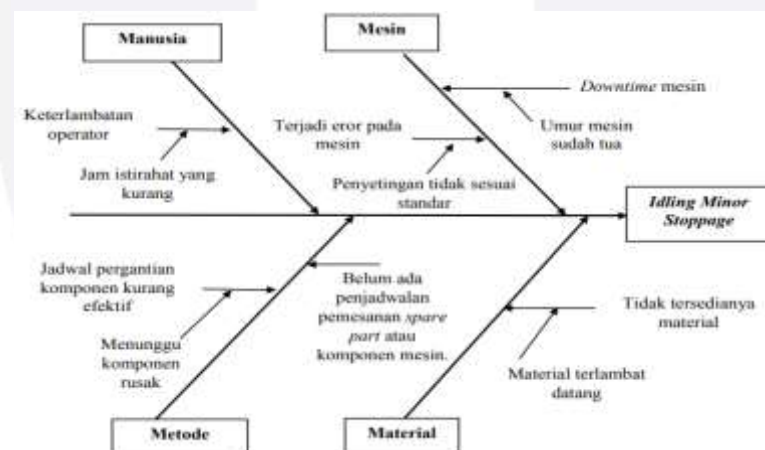 Manusia
Mesin
Keterlambatan
operator
Jam istirahat yang
kurang
Terjadi eror pada
mesin
Penyetingan tidak sesuai
standar
Downtime mesin
Umur mesin
sudah tua
Idling Minor
Stoppage
Jadwal pergantian
komponen kurang
efektif
Menunggu
komponen
rusak
Belum ada
penjadwalan
pemesanan spare
part atau
komponen mesin.
Tidak tersedianya
material
Material terlambat
datang
Metode
Material